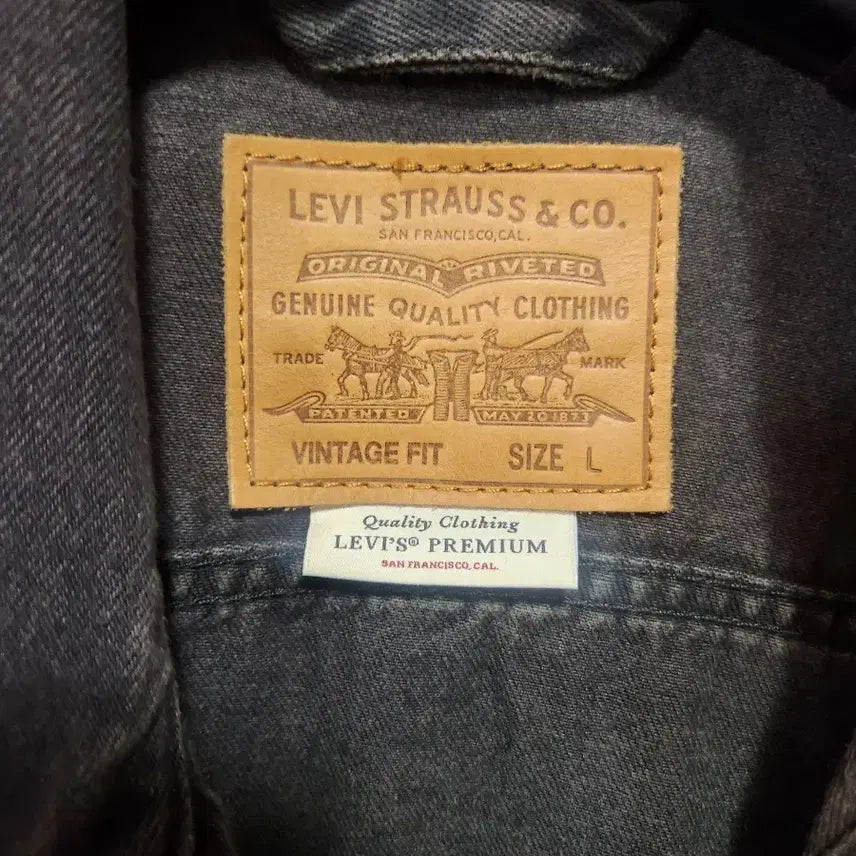 LEVI STRAUSS & CO.
SAN FRANCISCO, CAL.
ORIGINAL RIVETED
GENUINE QUALITY CLOTHING
TRADE MARK
PATENTED MAY 20 1873
VINTAGE FIT SIZE L
Quality Clothing
LEVI'S® PREMIUM
SAN FRANCISCO, CAL.